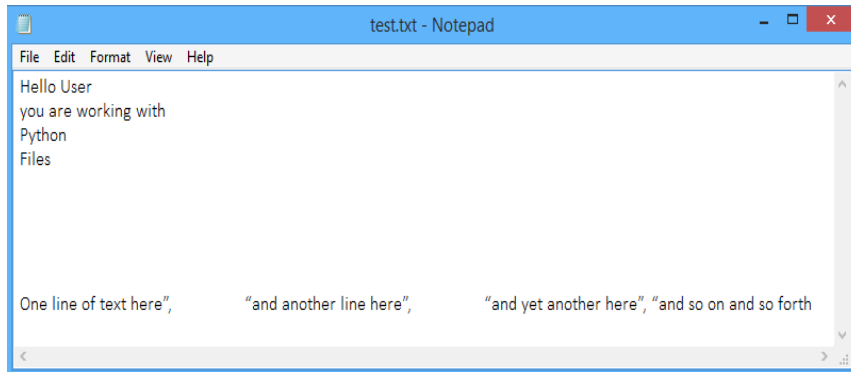 test.txt - Notepad
File Edit Format View Help
Hello User
you are working with
Python
Files
One line of text here”, “and another line here”, “and yet another here”, “and so on and so forth